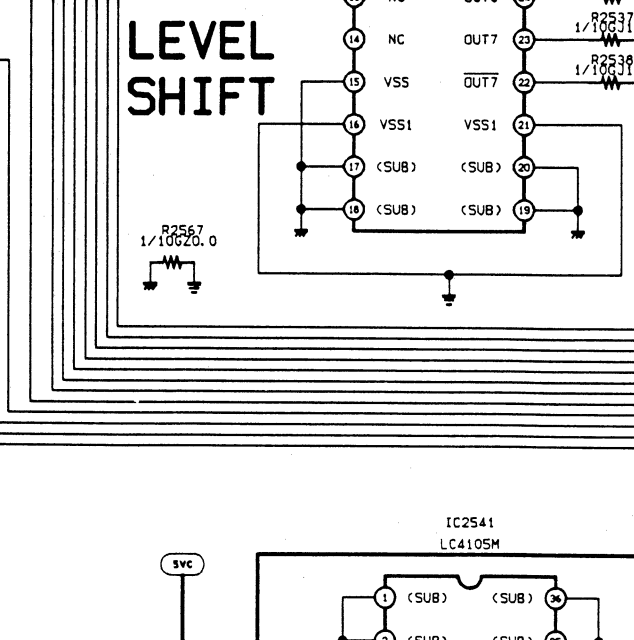 R2537
1/10GJ1
LEVEL
SHIFT
14 NC OUT7 23
R2538
1/10GJ1
15 VSS OUT7 22
16 VSS1 VSS1 21
17 (SUB) (SUB) 20
18 (SUB) (SUB) 19
R2567
1/10GZ0.0
IC2541
LC4105M
5VC
1 (SUB) (SUB) 36